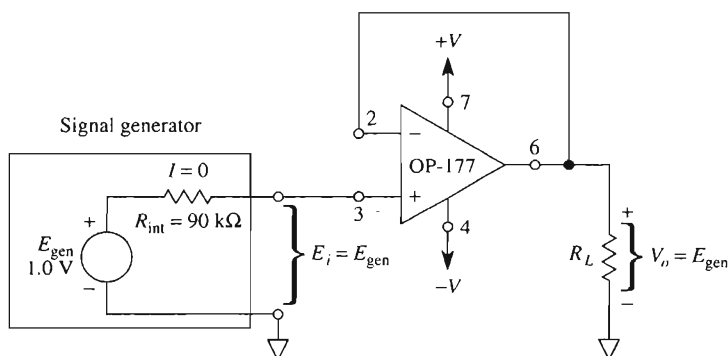 +V
7
2
−
Signal generator
6
OP-177
I = 0
+
3
+
4
+
R_int = 90 kΩ
E_gen
1.0 V
−
E_i = E_gen
R_L
V_o = E_gen
−
−V